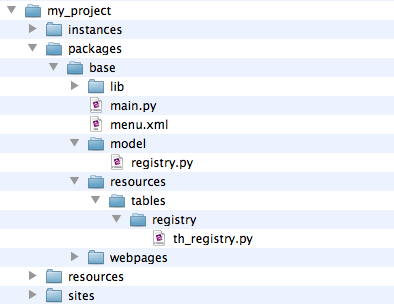 my_project
instances
packages
base
lib
main.py
menu.xml
model
registry.py
resources
tables
registry
th_registry.py
webpages
resources
sites